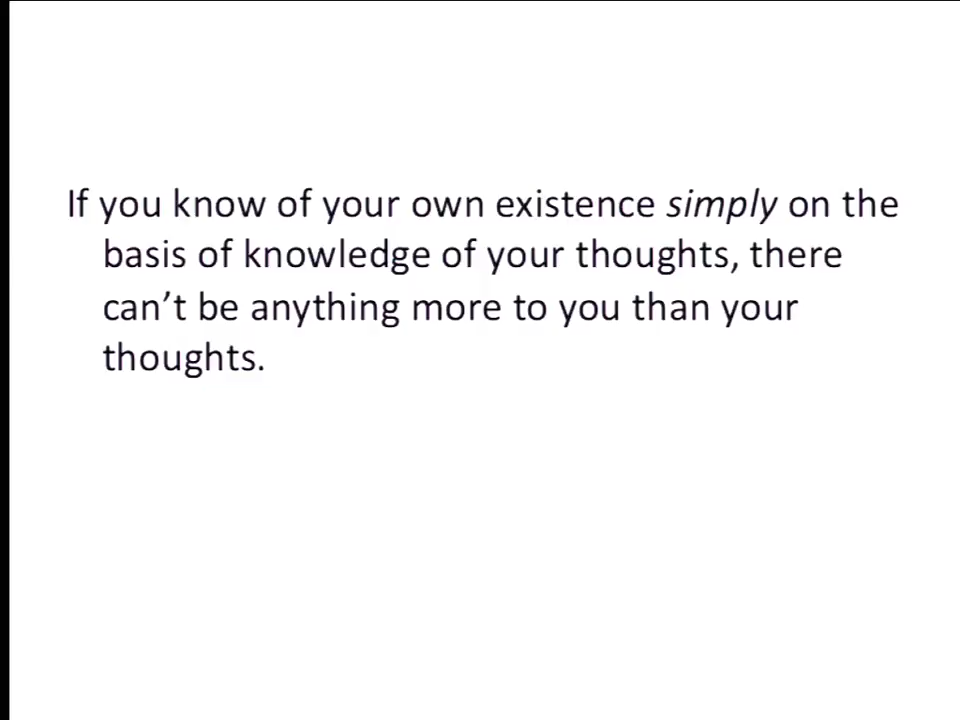 If you know of your own existence simply on the
basis of knowledge of your thoughts, there
can’t be anything more to you than your
thoughts.